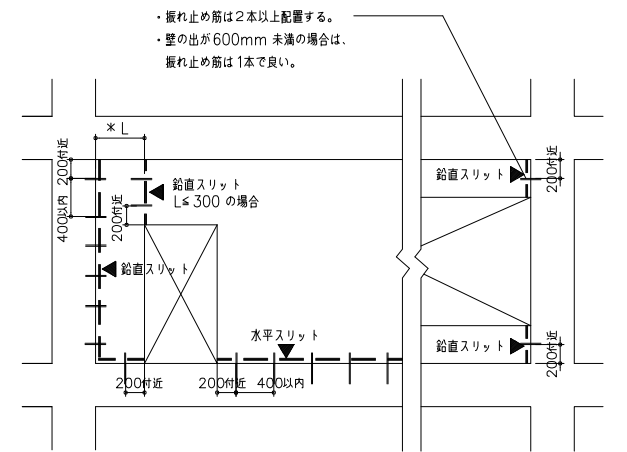 ・振れ止め筋は2本以上配置する。
・壁の出が600mm 未満の場合は、
振れ止め筋は1本で良い。
＊L
200付近
400以内
200付近
鉛直スリット
L≦300 の場合
鉛直スリット
200付近
鉛直スリット
水平スリット
200付近
200付近
400以内
鉛直スリット
200付近